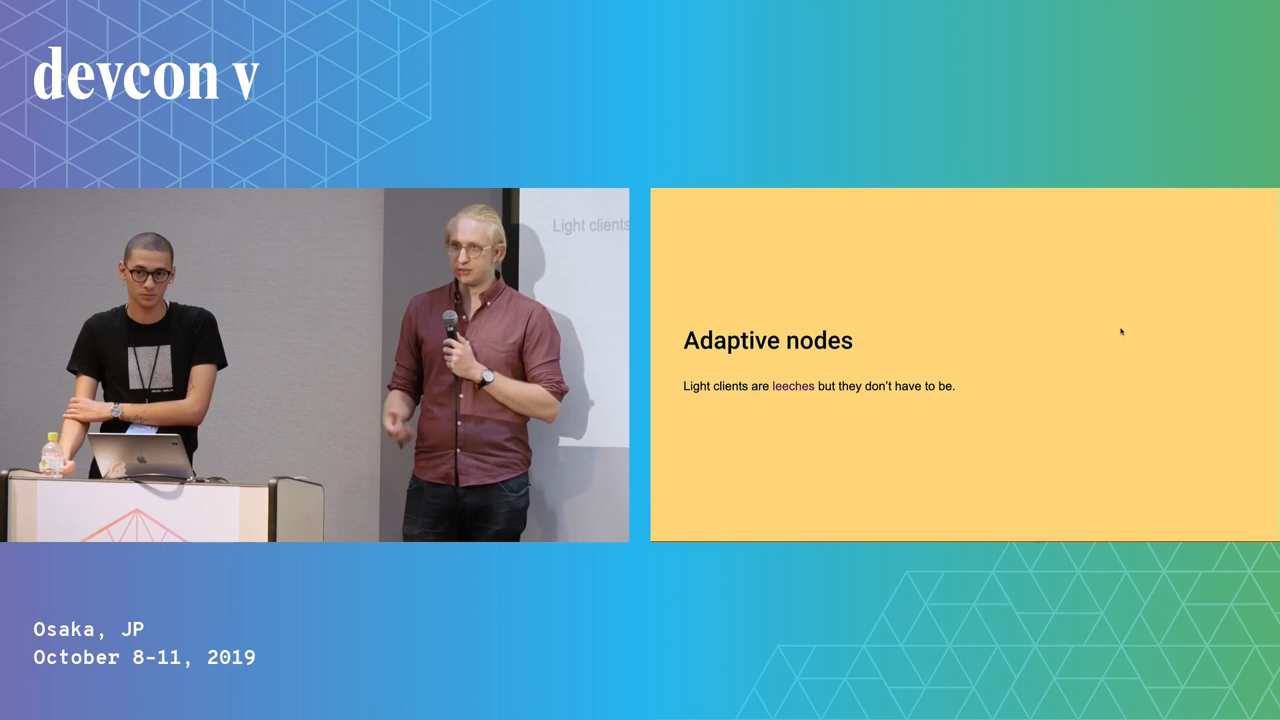 devcon v
Light clients
Adaptive nodes
Light clients are leeches but they don't have to be.
Osaka, JP
October 8-11, 2019